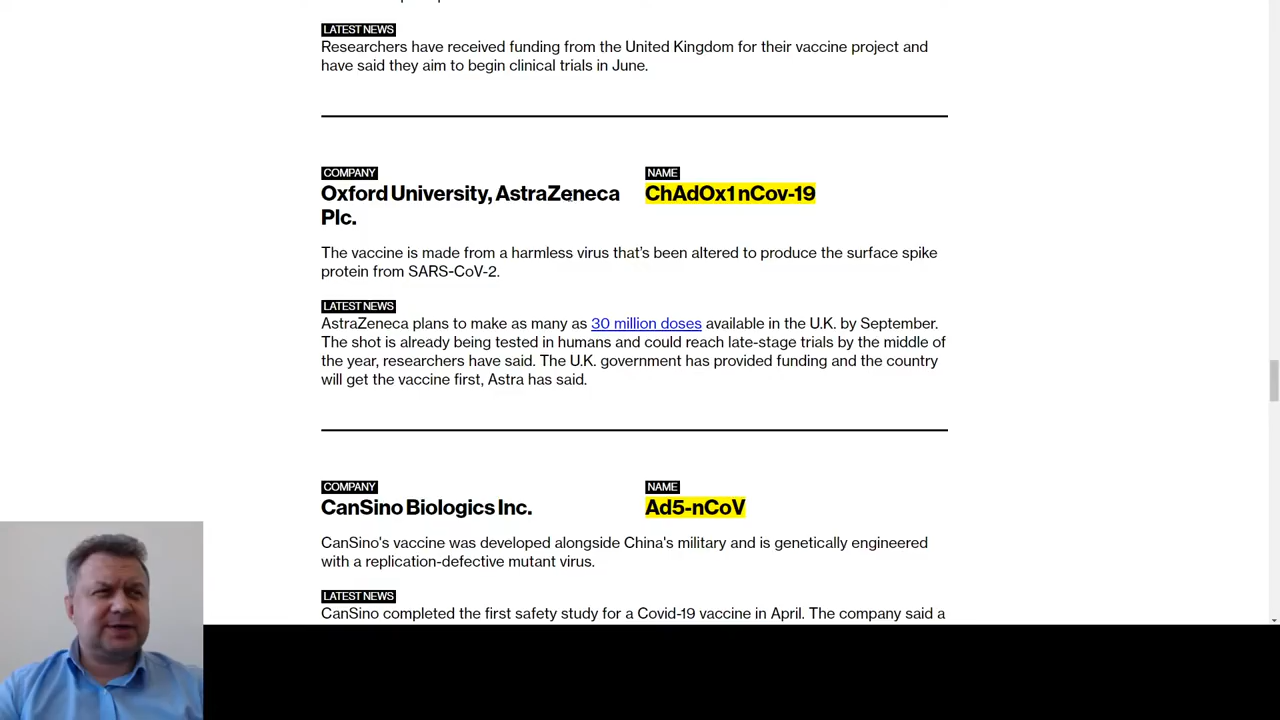 LATEST NEWS
Researchers have received funding from the United Kingdom for their vaccine project and
have said they aim to begin clinical trials in June.
COMPANY
Oxford University, AstraZeneca
Plc.
NAME
ChAdOx1 nCov-19
The vaccine is made from a harmless virus that's been altered to produce the surface spike
protein from SARS-CoV-2.
LATEST NEWS
AstraZeneca plans to make as many as 30 million doses available in the U.K. by September.
The shot is already being tested in humans and could reach late-stage trials by the middle of
the year, researchers have said. The U.K. government has provided funding and the country
will get the vaccine first, Astra has said.
COMPANY
CanSino Biologics Inc.
NAME
Ad5-nCoV
CanSino's vaccine was developed alongside China's military and is genetically engineered
with a replication-defective mutant virus.
LATEST NEWS
CanSino completed the first safety study for a Covid-19 vaccine in April. The company said a